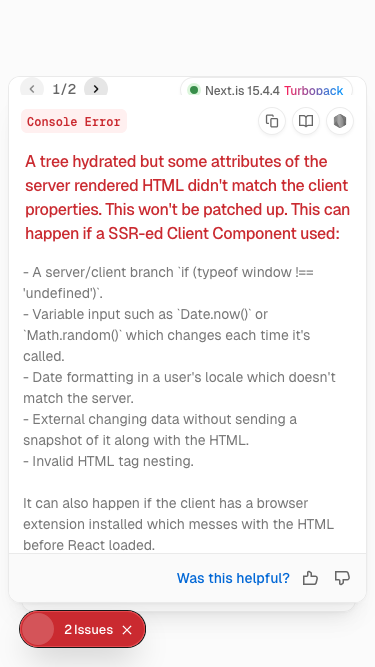 1/2
Next.js 15.4.4 Turbopack
Console Error
A tree hydrated but some attributes of the
server rendered HTML didn't match the client
properties. This won't be patched up. This can
happen if a SSR-ed Client Component used:
- A server/client branch `if (typeof window !==
'undefined')`.
- Variable input such as `Date.now()` or
`Math.random()` which changes each time it's
called.
- Date formatting in a user's locale which doesn't
match the server.
- External changing data without sending a
snapshot of it along with the HTML.
- Invalid HTML tag nesting.
It can also happen if the client has a browser
extension installed which messes with the HTML
before React loaded.
Was this helpful?
2 Issues